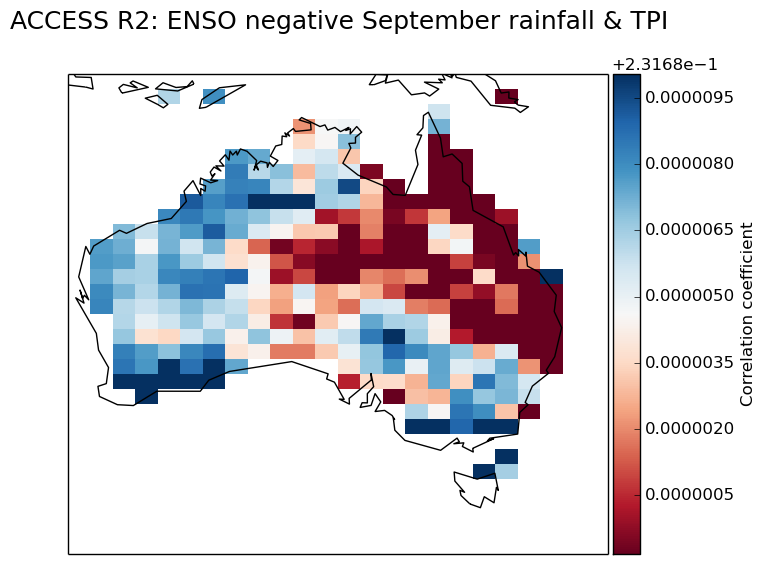 ACCESS R2: ENSO negative September rainfall & TPI
+2.3168e−1
0.0000095
0.0000080
0.0000065
0.0000050
0.0000035
0.0000020
0.0000005
Correlation coefficient